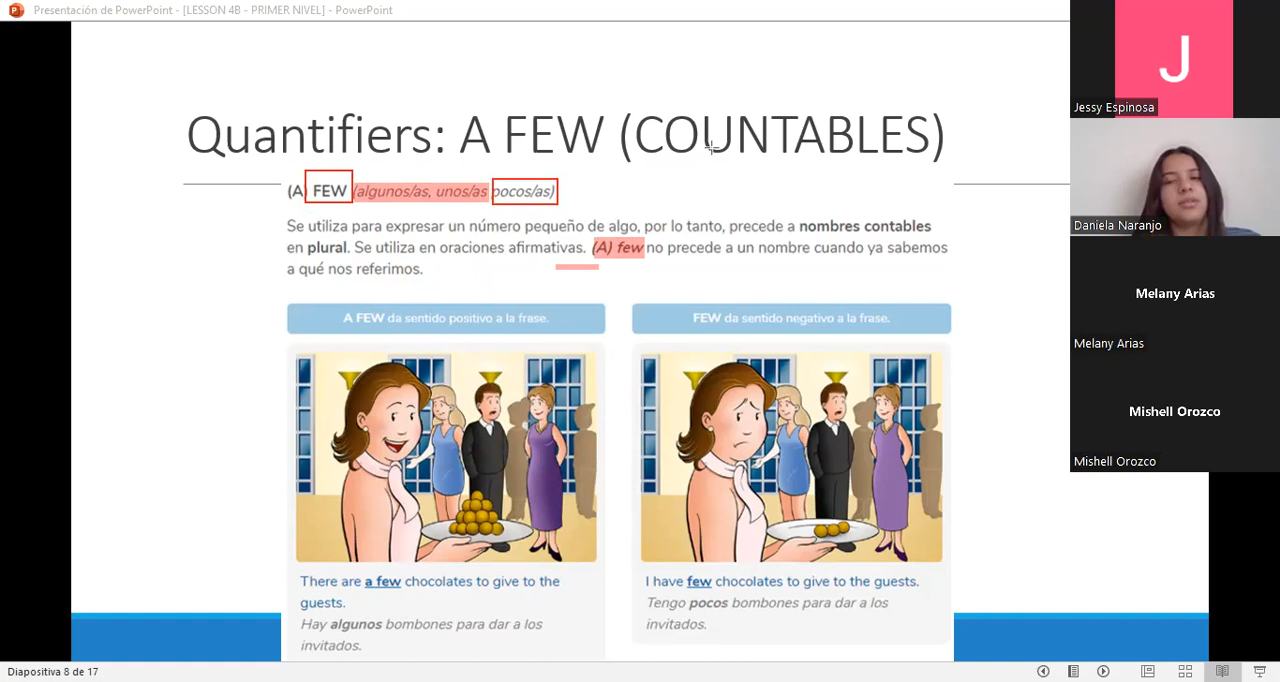 Presentación de PowerPoint - [LESSON 4B - PRIMER NIVEL] - PowerPoint
Quantifiers: A FEW (COUNTABLES)
(A) FEW (algunos/as, unos/as pocos/as)
Se utiliza para expresar un número pequeño de algo, por lo tanto, precede a nombres contables
en plural. Se utiliza en oraciones afirmativas. (A) few no precede a un nombre cuando ya sabemos
a qué nos referimos.
A FEW da sentido positivo a la frase.
FEW da sentido negativo a la frase.
There are a few chocolates to give to the
guests.
Hay algunos bombones para dar a los
invitados.
I have few chocolates to give to the guests.
Tengo pocos bombones para dar a los
invitados.
J
Jessy Espinosa
Daniela Naranjo
Melany Arias
Melany Arias
Mishell Orozco
Mishell Orozco
Diapositiva 8 de 17